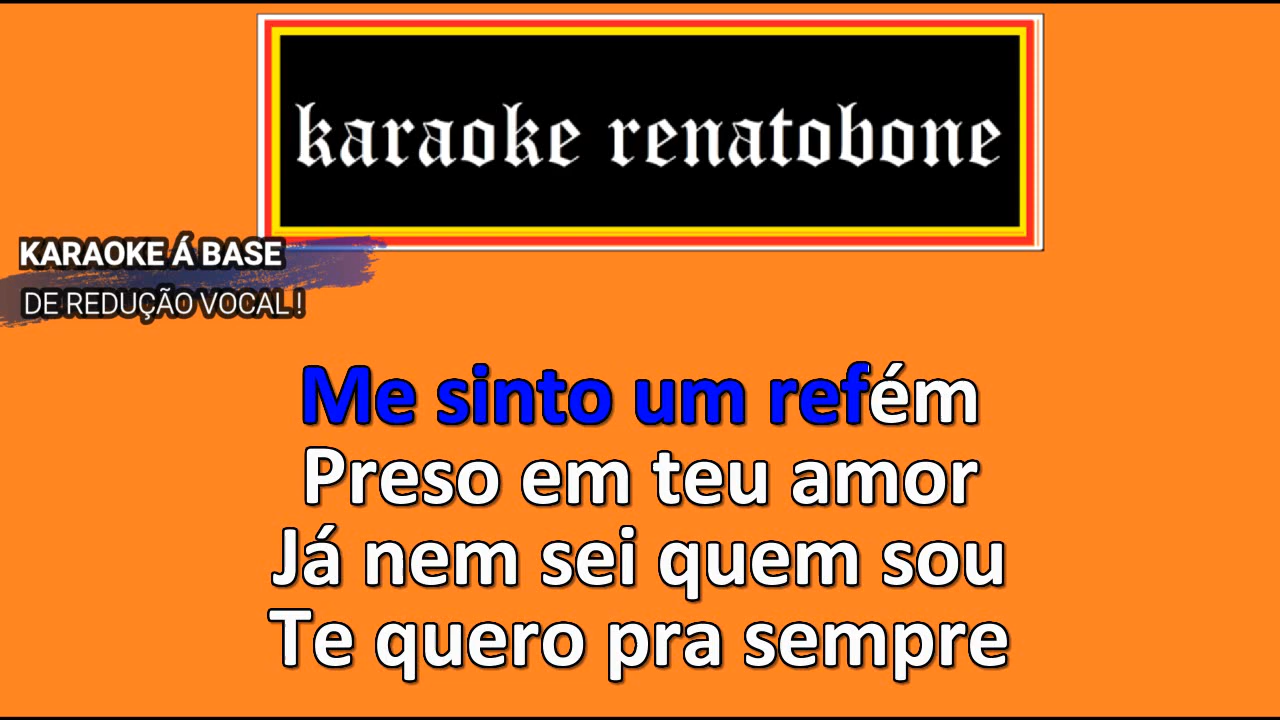 karaoke renatobone
KARAOKE Á BASE
DE REDUÇÃO VOCAL !
Me sinto um refém
Preso em teu amor
Já nem sei quem sou
Te quero pra sempre